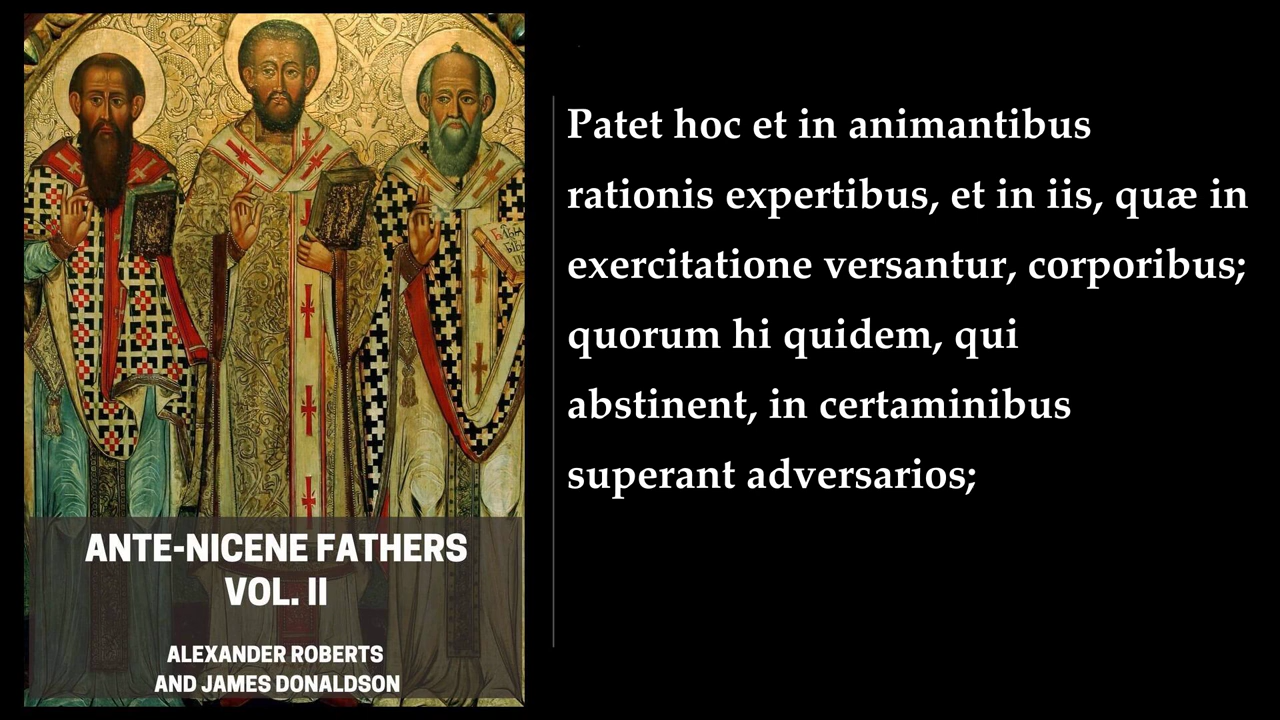 ANTE-NICENE FATHERS
VOL. II
ALEXANDER ROBERTS
AND JAMES DONALDSON
Patet hoc et in animantibus
rationis expertibus, et in iis, quæ in
exercitatione versantur, corporibus;
quorum hi quidem, qui
abstinent, in certaminibus
superant adversarios;